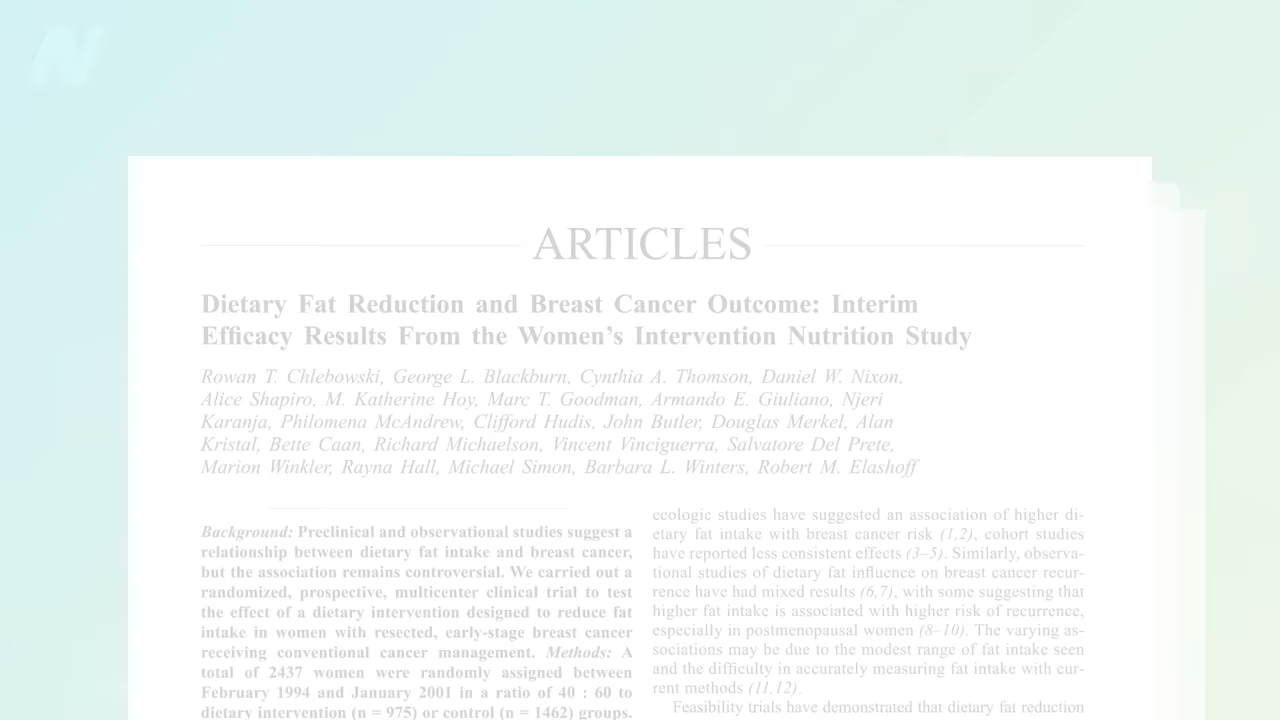 ARTICLES
Dietary Fat Reduction and Breast Cancer Outcome: Interim
Efficacy Results From the Women's Intervention Nutrition Study
Rowan T. Chlebowski, George L. Blackburn, Cynthia A. Thomson, Daniel W. Nixon,
Alice Shapiro, M. Katherine Hoy, Marc T. Goodman, Armando E. Giuliano, Njeri
Karanja, Philomena McAndrew, Clifford Hudis, John Butler, Douglas Merkel, Alan
Kristal, Bette Caan, Richard Michaelson, Vincent Vinciguerra, Salvatore Del Prete,
Marion Winkler, Rayna Hall, Michael Simon, Barbara L. Winters, Robert M. Elashoff
Background: Preclinical and observational studies suggest a
relationship between dietary fat intake and breast cancer,
but the association remains controversial. We carried out a
randomized, prospective, multicenter clinical trial to test
the effect of a dietary intervention designed to reduce fat
intake in women with resected, early-stage breast cancer
receiving conventional cancer management. Methods: A
total of 2437 women were randomly assigned between
February 1994 and January 2001 in a ratio of 40 : 60 to
dietary intervention (n = 975) or control (n = 1462) groups.
ecologic studies have suggested an association of higher di-
etary fat intake with breast cancer risk (1,2), cohort studies
have reported less consistent effects (3–5). Similarly, observa-
tional studies of dietary fat influence on breast cancer recur-
rence have had mixed results (6,7), with some suggesting that
higher fat intake is associated with higher risk of recurrence,
especially in postmenopausal women (8–10). The varying as-
sociations may be due to the modest range of fat intake seen
and the difficulty in accurately measuring fat intake with cur-
rent methods (11,12).
Feasibility trials have demonstrated that dietary fat reduction